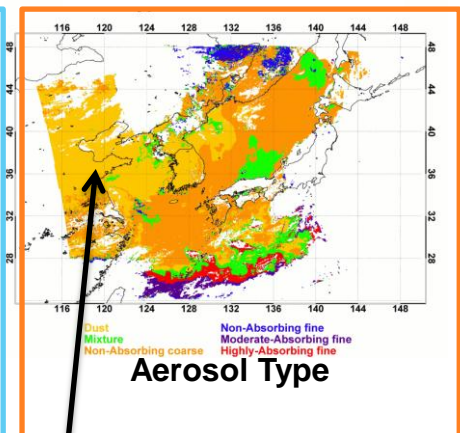 116 120 124 128 132 136 140 144 148
48 48
44 44
40 40
36 36
32 32
28 28
116 120 124 128 132 136 140 144 148
Dust Non-Absorbing fine
Mixture Moderate-Absorbing fine
Non-Absorbing coarse Highly-Absorbing fine
Aerosol Type